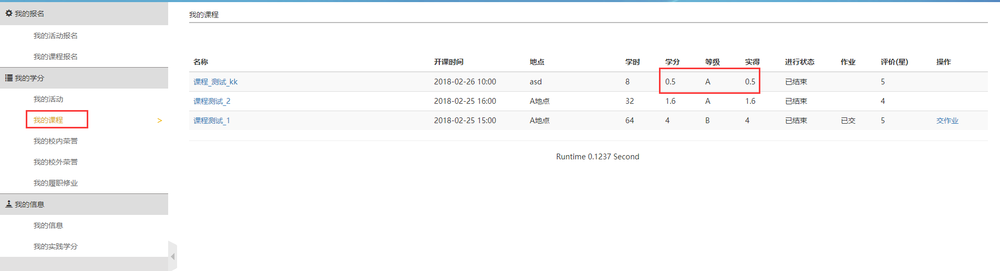 我的报名
我的活动报名
我的课程报名
我的学分
我的活动
我的课程 >
我的校内荣誉
我的校外荣誉
我的履职修业
我的信息
我的信息
我的实践学分
我的课程
名称 开课时间 地点 学时 学分 等级 实得 进行状态 作业 评价(星) 操作
课程_测试_kk 2018-02-26 10:00 asd 8 0.5 A 0.5 已结束 5
课程测试_2 2018-02-25 16:00 A地点 32 1.6 A 1.6 已结束 4
课程测试_1 2018-02-25 15:00 A地点 64 4 B 4 已结束 已交 5 交作业
Runtime 0.1237 Second